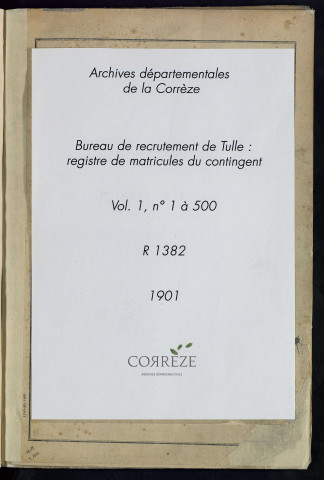 Archives départementales
de la Corrèze
Bureau de recrutement de Tulle :
registre de matricules du contingent
Vol. 1, n° 1 à 500
R 1382
1901
CORRÈZE